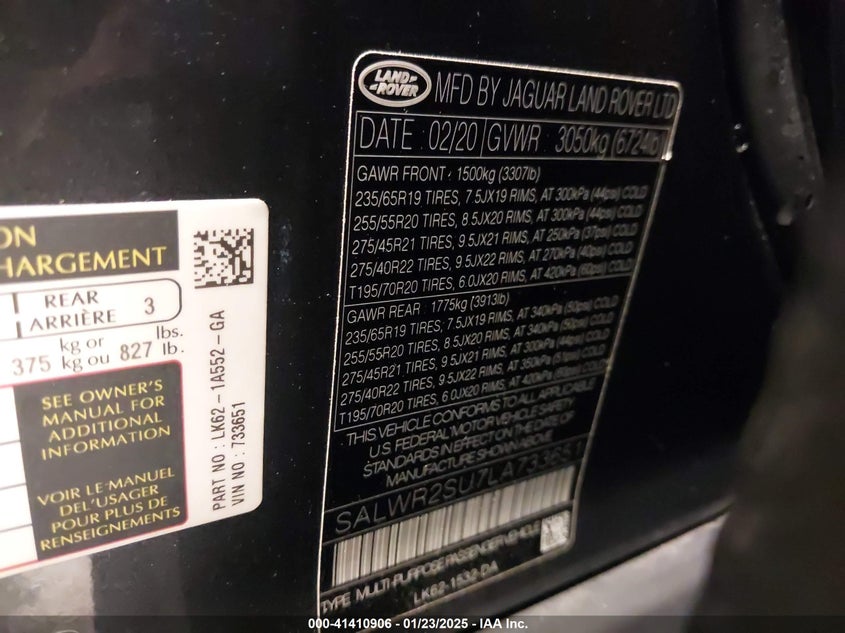 ON
HARGEMENT
REAR
ARRIÈRE 3
375 kg or 827 lbs.
kg ou lb.
SEE OWNER'S
MANUAL FOR
ADDITIONAL
INFORMATION
VOIR LE MANUEL
DEL'USAGER
POUR PLUS DE
RENSEIGNEMENTS
PART NO : LK62 - 1A552 - GA
VIN NO : 733651
LAND ROVER
MFD BY JAGUAR LAND ROVER LTD
DATE : 02/20 GVWR : 3050kg (6724lb)
GAWR FRONT : 1500kg (3307lb)
235/65R19 TIRES, 7.5JX19 RIMS, AT 300kPa (44psi) COLD
255/55R20 TIRES, 8.5JX20 RIMS, AT 300kPa (44psi) COLD
275/45R21 TIRES, 9.5JX21 RIMS, AT 250kPa (37psi) COLD
275/40R22 TIRES, 9.5JX22 RIMS, AT 270kPa (40psi) COLD
T195/70R20 TIRES, 6.0JX20 RIMS, AT 420kPa (60psi) COLD
GAWR REAR : 1775kg (3913lb)
235/65R19 TIRES, 7.5JX19 RIMS, AT 340kPa (50psi) COLD
255/55R20 TIRES, 8.5JX20 RIMS, AT 340kPa (50psi) COLD
275/45R21 TIRES, 9.5JX21 RIMS, AT 300kPa (44psi) COLD
275/40R22 TIRES, 9.5JX22 RIMS, AT 350kPa (51psi) COLD
T195/70R20 TIRES, 6.0JX20 RIMS, AT 420kPa (60psi) COLD
THIS VEHICLE CONFORMS TO ALL APPLICABLE
U.S. FEDERAL MOTOR VEHICLE SAFETY
STANDARDS IN EFFECT ON THE DATE OF
MANUFACTURE SHOWN ABOVE
SALWR2SU7LA733651
TYPE: MULTI-PURPOSE PASSENGER VEHICLE
LK62-1532-DA
000-41410906 - 01/23/2025 - IAA Inc.